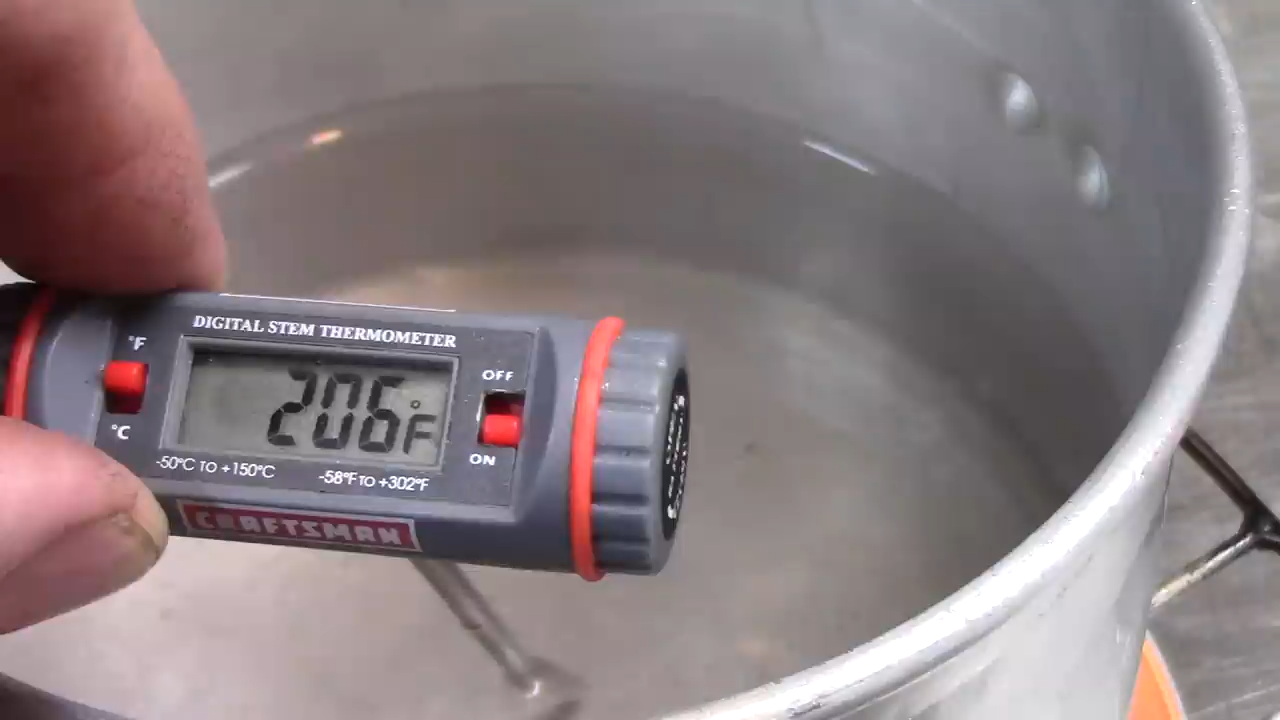 DIGITAL STEM THERMOMETER
°F
°C
206°F
OFF
ON
-50°C TO +150°C
-58°F TO +302°F
CRAFTSMAN